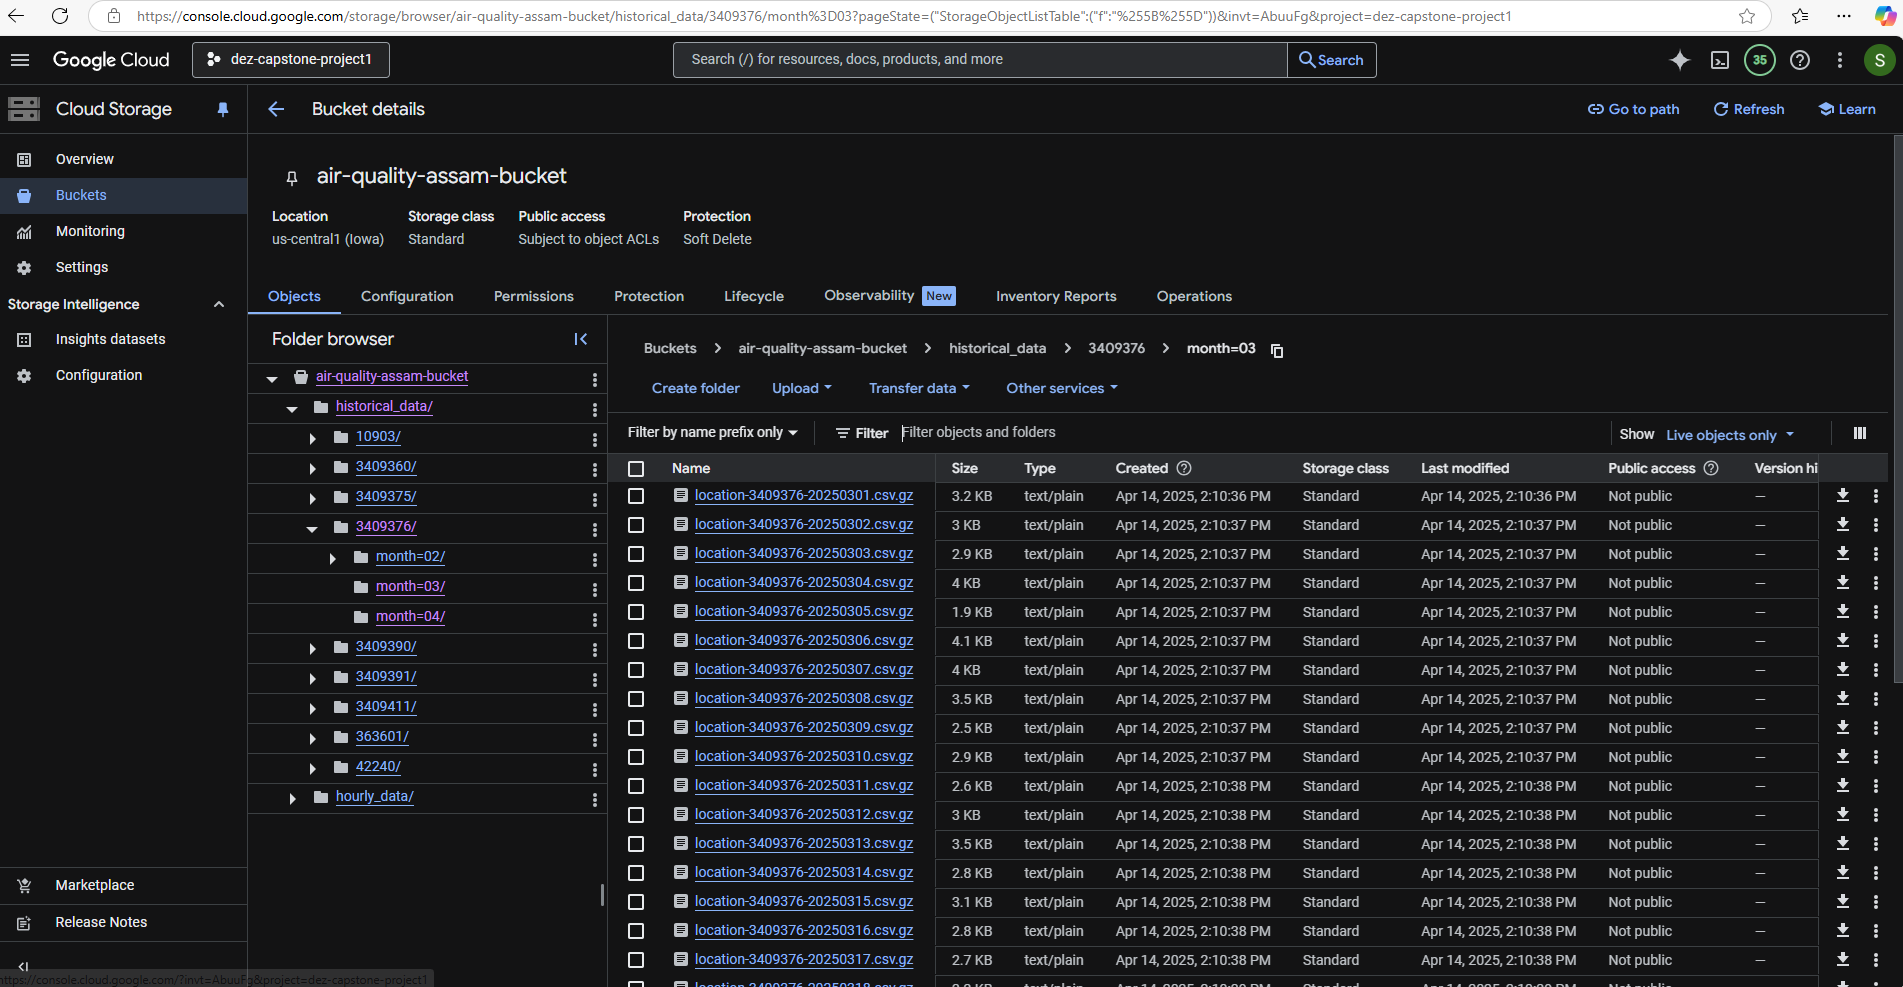 https://console.cloud.google.com/storage/browser/air-quality-assam-bucket/historical_data/3409376/month%3D03?pageState=("StorageObjectListTable":("f":"%255B%255D"))&invt=AbuuFg&project=dez-capstone-project1
Google Cloud
dez-capstone-project1
Search (/) for resources, docs, products, and more
Search
35
S
Cloud Storage
Bucket details
Go to path
Refresh
Learn
Overview
Buckets
Monitoring
Settings
Storage Intelligence
Insights datasets
Configuration
Marketplace
Release Notes
https://console.cloud.google.com/?invt=AbuuFg&project=dez-capstone-project1
air-quality-assam-bucket
Location Storage class Public access Protection
us-central1 (Iowa) Standard Subject to object ACLs Soft Delete
Objects Configuration Permissions Protection Lifecycle Observability New Inventory Reports Operations
Folder browser
air-quality-assam-bucket
historical_data/
10903/
3409360/
3409375/
3409376/
month=02/
month=03/
month=04/
3409390/
3409391/
3409411/
363601/
42240/
hourly_data/
Buckets > air-quality-assam-bucket > historical_data > 3409376 > month=03
Create folder Upload Transfer data Other services
Filter by name prefix only Filter Filter objects and folders Show Live objects only
Name Size Type Created Storage class Last modified Public access Version hi
location-3409376-20250301.csv.gz 3.2 KB text/plain Apr 14, 2025, 2:10:36 PM Standard Apr 14, 2025, 2:10:36 PM Not public —
location-3409376-20250302.csv.gz 3 KB text/plain Apr 14, 2025, 2:10:37 PM Standard Apr 14, 2025, 2:10:37 PM Not public —
location-3409376-20250303.csv.gz 2.9 KB text/plain Apr 14, 2025, 2:10:37 PM Standard Apr 14, 2025, 2:10:37 PM Not public —
location-3409376-20250304.csv.gz 4 KB text/plain Apr 14, 2025, 2:10:37 PM Standard Apr 14, 2025, 2:10:37 PM Not public —
location-3409376-20250305.csv.gz 1.9 KB text/plain Apr 14, 2025, 2:10:37 PM Standard Apr 14, 2025, 2:10:37 PM Not public —
location-3409376-20250306.csv.gz 4.1 KB text/plain Apr 14, 2025, 2:10:37 PM Standard Apr 14, 2025, 2:10:37 PM Not public —
location-3409376-20250307.csv.gz 4 KB text/plain Apr 14, 2025, 2:10:37 PM Standard Apr 14, 2025, 2:10:37 PM Not public —
location-3409376-20250308.csv.gz 3.5 KB text/plain Apr 14, 2025, 2:10:37 PM Standard Apr 14, 2025, 2:10:37 PM Not public —
location-3409376-20250309.csv.gz 2.5 KB text/plain Apr 14, 2025, 2:10:37 PM Standard Apr 14, 2025, 2:10:37 PM Not public —
location-3409376-20250310.csv.gz 2.9 KB text/plain Apr 14, 2025, 2:10:37 PM Standard Apr 14, 2025, 2:10:37 PM Not public —
location-3409376-20250311.csv.gz 2.6 KB text/plain Apr 14, 2025, 2:10:38 PM Standard Apr 14, 2025, 2:10:38 PM Not public —
location-3409376-20250312.csv.gz 3 KB text/plain Apr 14, 2025, 2:10:38 PM Standard Apr 14, 2025, 2:10:38 PM Not public —
location-3409376-20250313.csv.gz 3.5 KB text/plain Apr 14, 2025, 2:10:38 PM Standard Apr 14, 2025, 2:10:38 PM Not public —
location-3409376-20250314.csv.gz 2.8 KB text/plain Apr 14, 2025, 2:10:38 PM Standard Apr 14, 2025, 2:10:38 PM Not public —
location-3409376-20250315.csv.gz 3.1 KB text/plain Apr 14, 2025, 2:10:38 PM Standard Apr 14, 2025, 2:10:38 PM Not public —
location-3409376-20250316.csv.gz 2.8 KB text/plain Apr 14, 2025, 2:10:38 PM Standard Apr 14, 2025, 2:10:38 PM Not public —
location-3409376-20250317.csv.gz 2.7 KB text/plain Apr 14, 2025, 2:10:38 PM Standard Apr 14, 2025, 2:10:38 PM Not public —